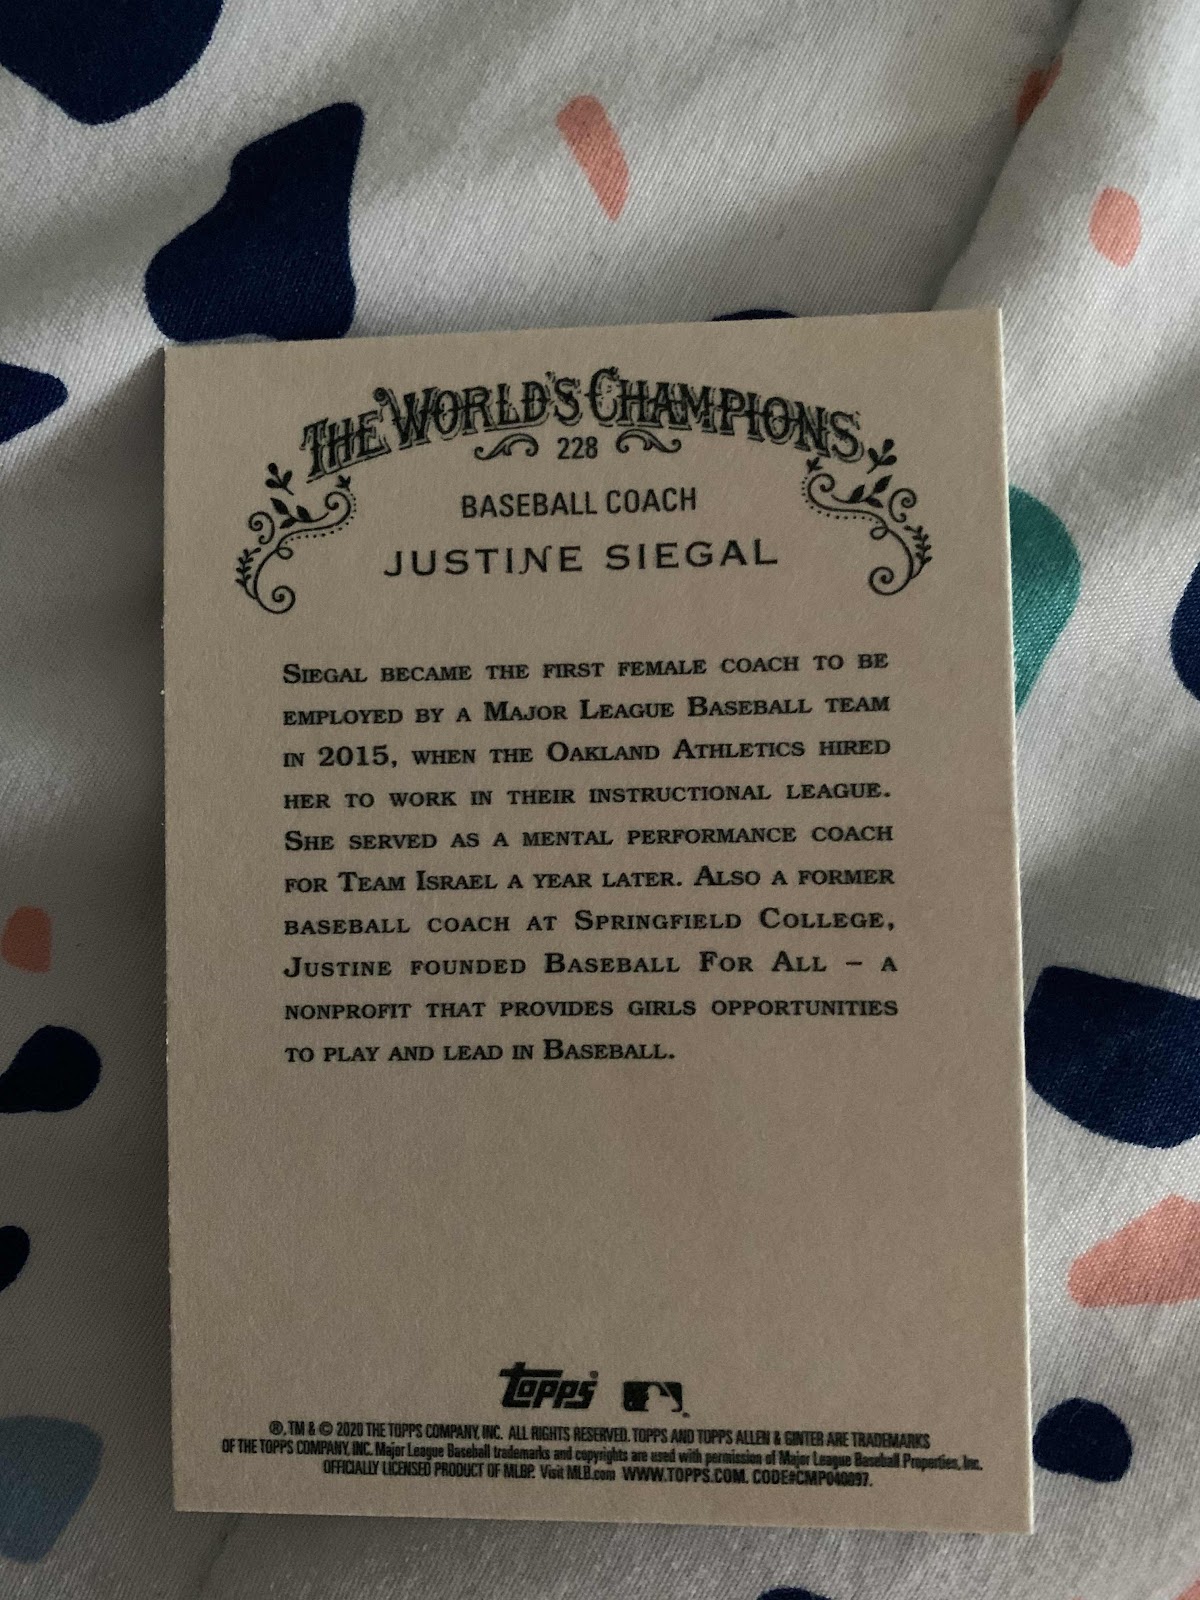 THE WORLD'S CHAMPIONS
228
BASEBALL COACH
JUSTINE SIEGAL
SIEGAL BECAME THE FIRST FEMALE COACH TO BE
EMPLOYED BY A MAJOR LEAGUE BASEBALL TEAM
IN 2015, WHEN THE OAKLAND ATHLETICS HIRED
HER TO WORK IN THEIR INSTRUCTIONAL LEAGUE.
SHE SERVED AS A MENTAL PERFORMANCE COACH
FOR TEAM ISRAEL A YEAR LATER. ALSO A FORMER
BASEBALL COACH AT SPRINGFIELD COLLEGE,
JUSTINE FOUNDED BASEBALL FOR ALL – A
NONPROFIT THAT PROVIDES GIRLS OPPORTUNITIES
TO PLAY AND LEAD IN BASEBALL.
topps®
®, TM & © 2020 THE TOPPS COMPANY, INC. ALL RIGHTS RESERVED. TOPPS AND TOPPS ALLEN & GINTER ARE TRADEMARKS
OF THE TOPPS COMPANY, INC. Major League Baseball trademarks and copyrights are used with permission of Major League Baseball Properties, Inc.
OFFICIALLY LICENSED PRODUCT OF MLBP. Visit MLB.com WWW.TOPPS.COM. CODE#CMP040097.